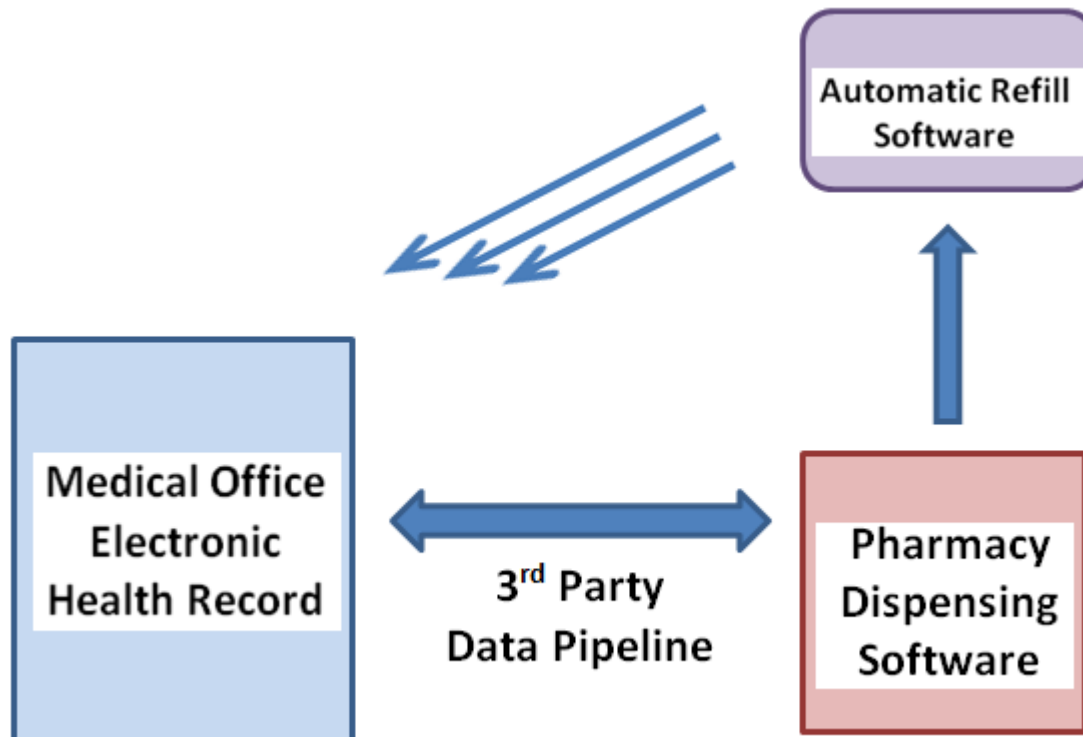 Automatic Refill
Software
Medical Office
Electronic
Health Record
3rd Party
Data Pipeline
Pharmacy
Dispensing
Software